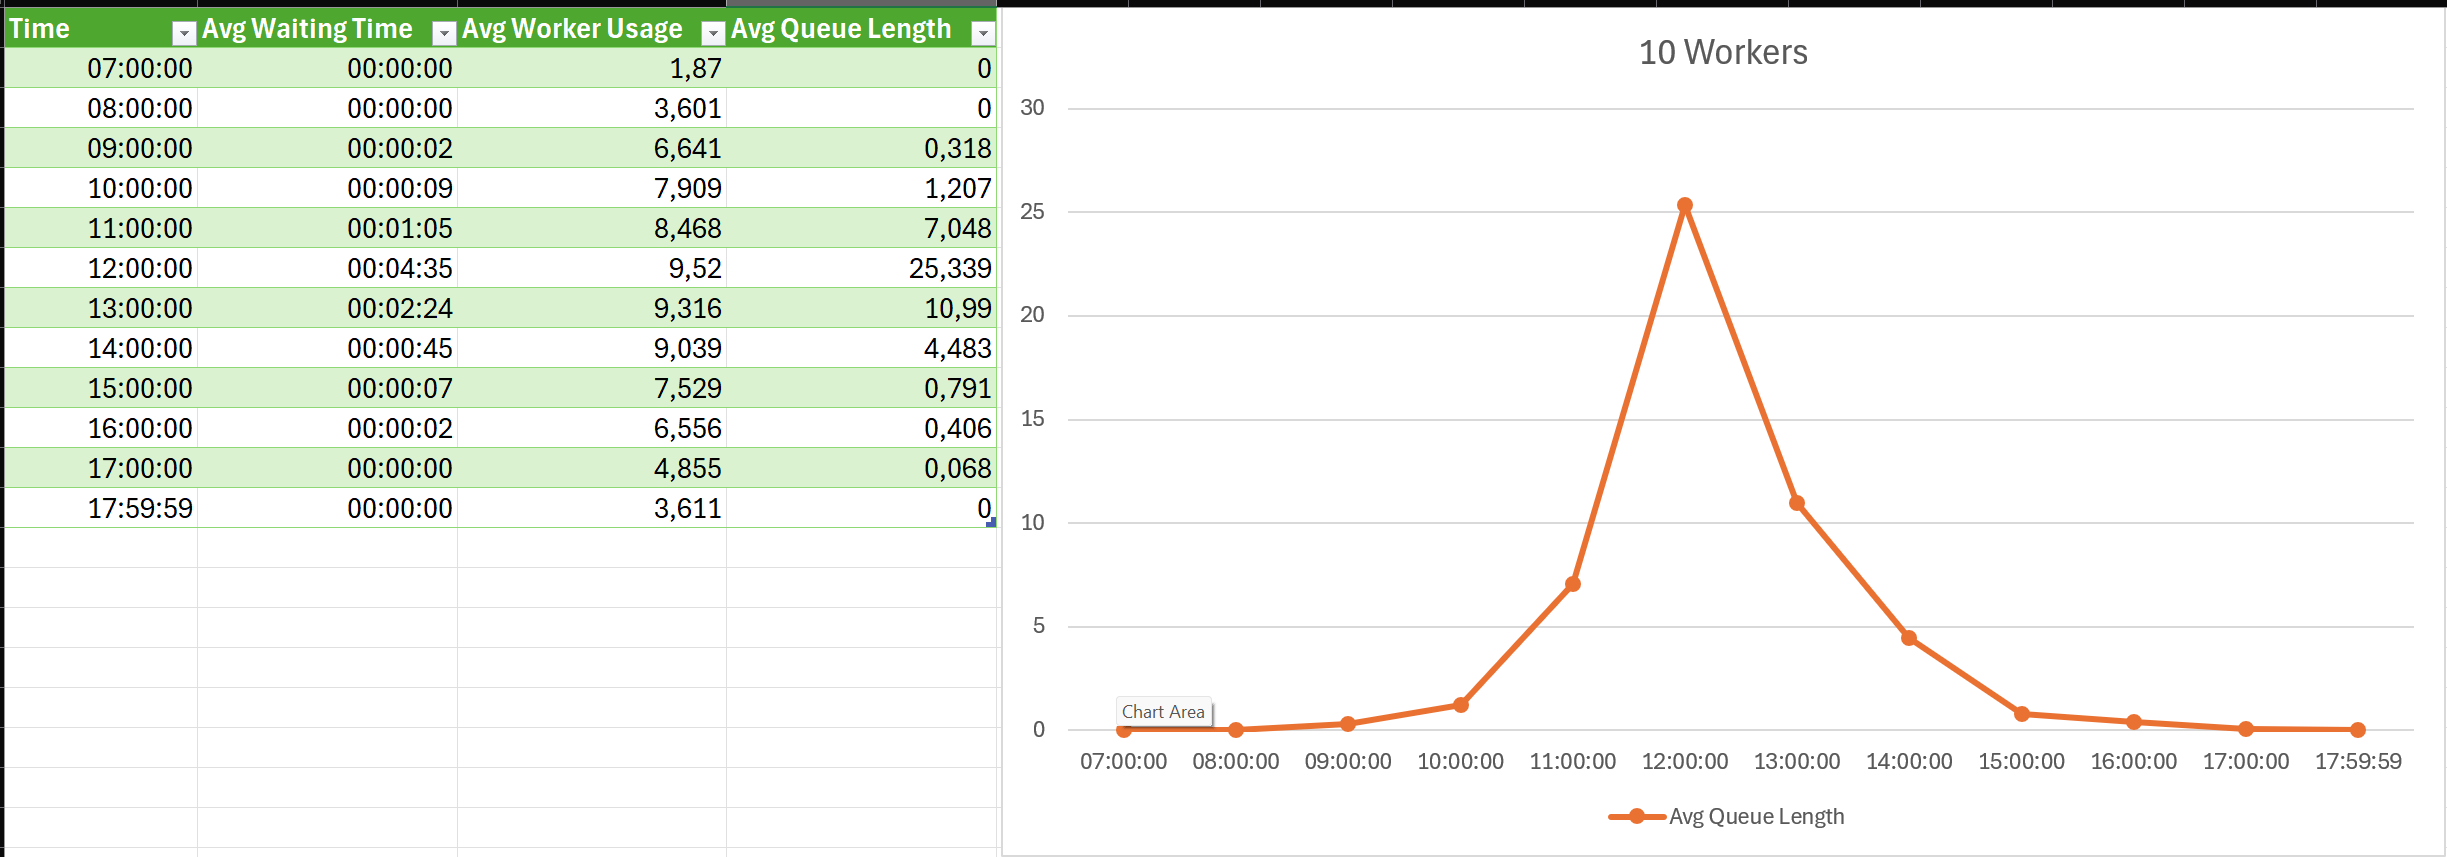 Time Avg Waiting Time Avg Worker Usage Avg Queue Length
07:00:00 00:00:00 1,87 0
08:00:00 00:00:00 3,601 0
09:00:00 00:00:02 6,641 0,318
10:00:00 00:00:09 7,909 1,207
11:00:00 00:01:05 8,468 7,048
12:00:00 00:04:35 9,52 25,339
13:00:00 00:02:24 9,316 10,99
14:00:00 00:00:45 9,039 4,483
15:00:00 00:00:07 7,529 0,791
16:00:00 00:00:02 6,556 0,406
17:00:00 00:00:00 4,855 0,068
17:59:59 00:00:00 3,611 0
10 Workers
30
25
20
15
10
5
0
Chart Area
07:00:00 08:00:00 09:00:00 10:00:00 11:00:00 12:00:00 13:00:00 14:00:00 15:00:00 16:00:00 17:00:00 17:59:59
Avg Queue Length